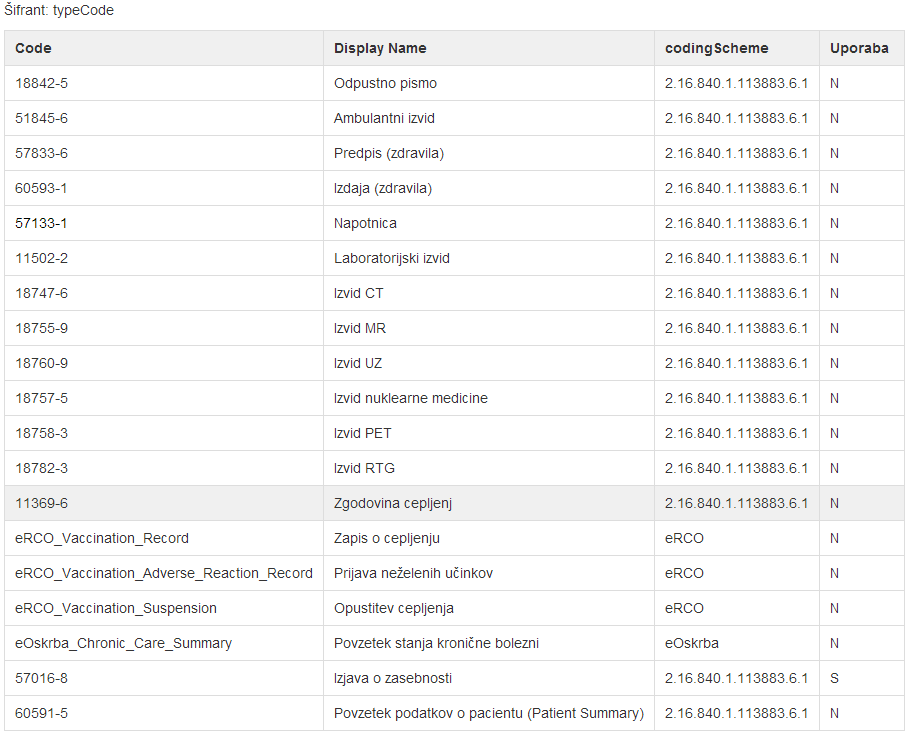 Šifrant: typeCode
Code Display Name codingScheme Uporaba
18842-5 Odpustno pismo 2.16.840.1.113883.6.1 N
51845-6 Ambulantni izvid 2.16.840.1.113883.6.1 N
57833-6 Predpis (zdravila) 2.16.840.1.113883.6.1 N
60593-1 Izdaja (zdravila) 2.16.840.1.113883.6.1 N
57133-1 Napotnica 2.16.840.1.113883.6.1 N
11502-2 Laboratorijski izvid 2.16.840.1.113883.6.1 N
18747-6 Izvid CT 2.16.840.1.113883.6.1 N
18755-9 Izvid MR 2.16.840.1.113883.6.1 N
18760-9 Izvid UZ 2.16.840.1.113883.6.1 N
18757-5 Izvid nuklearne medicine 2.16.840.1.113883.6.1 N
18758-3 Izvid PET 2.16.840.1.113883.6.1 N
18782-3 Izvid RTG 2.16.840.1.113883.6.1 N
11369-6 Zgodovina cepljenj 2.16.840.1.113883.6.1 N
eRCO_Vaccination_Record Zapis o cepljenju eRCO N
eRCO_Vaccination_Adverse_Reaction_Record Prijava neželenih učinkov eRCO N
eRCO_Vaccination_Suspension Opustitev cepljenja eRCO N
eOskrba_Chronic_Care_Summary Povzetek stanja kronične bolezni eOskrba N
57016-8 Izjava o zasebnosti 2.16.840.1.113883.6.1 S
60591-5 Povzetek podatkov o pacientu (Patient Summary) 2.16.840.1.113883.6.1 N